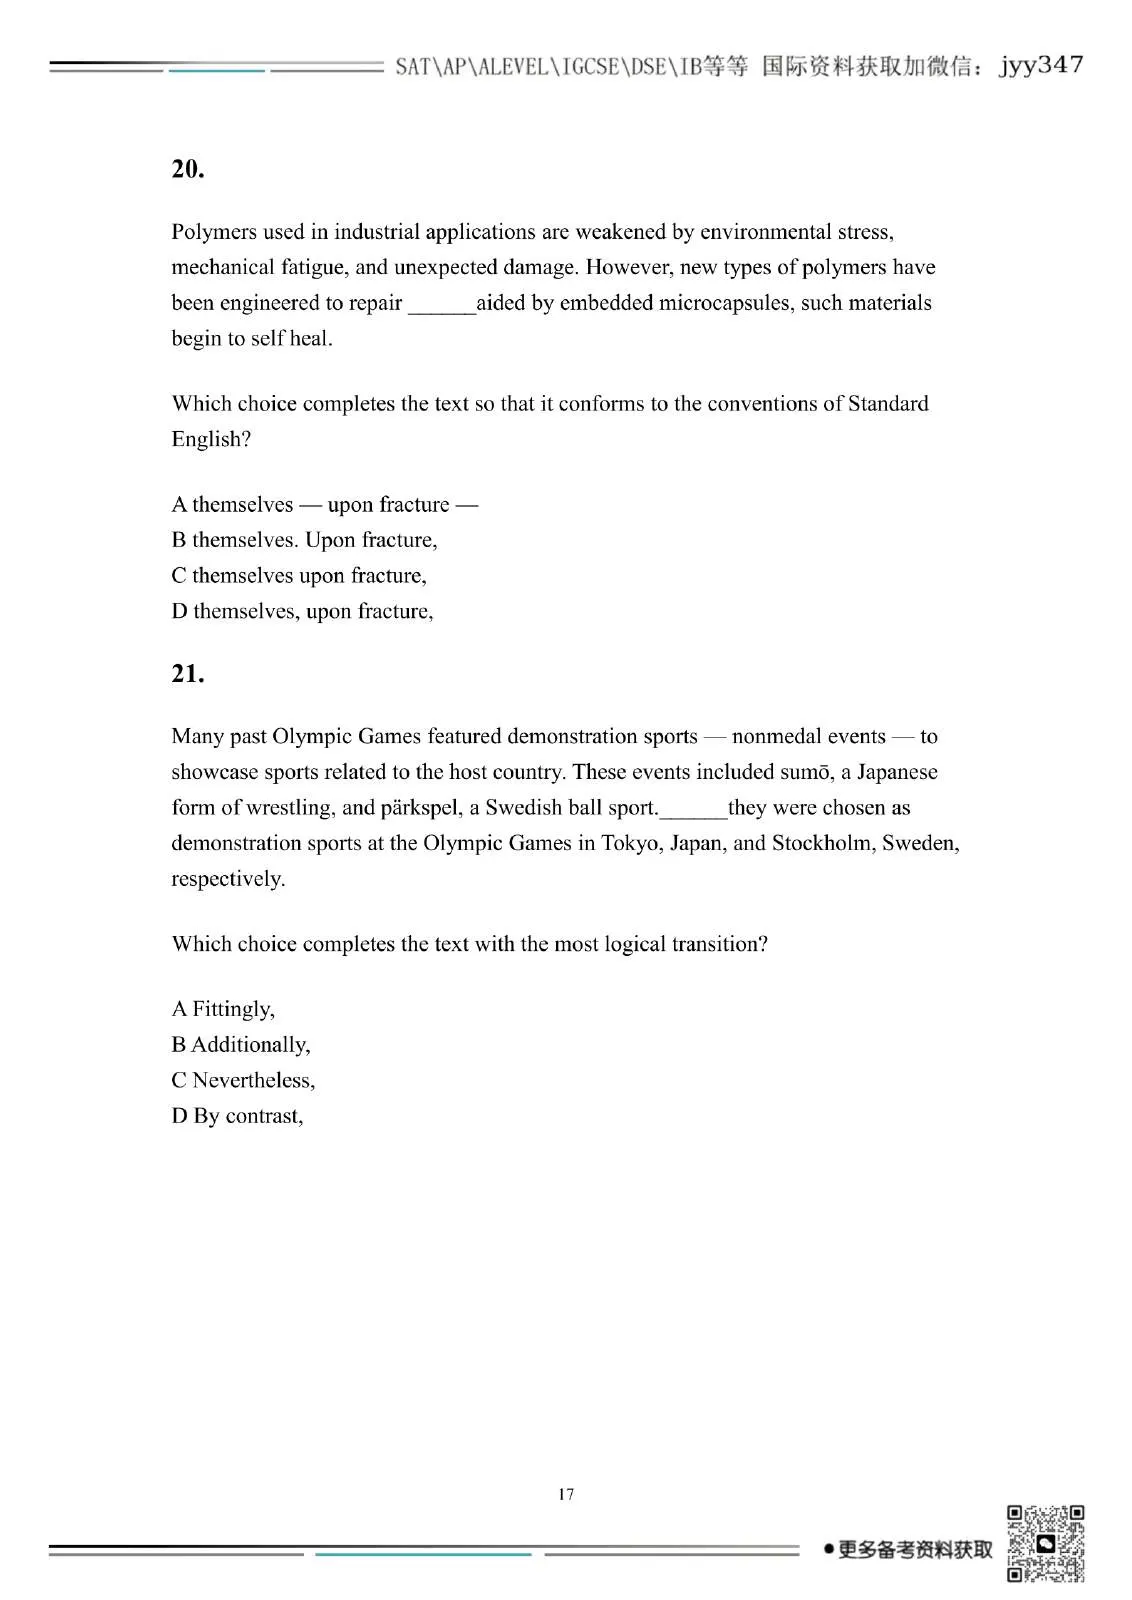 SAT\AP\ALEVEL\IGCSE\DSE\IB等等 国际资料获取加微信: jyy347
20.
Polymers used in industrial applications are weakened by environmental stress,
mechanical fatigue, and unexpected damage. However, new types of polymers have
been engineered to repair ______aided by embedded microcapsules, such materials
begin to self heal.
Which choice completes the text so that it conforms to the conventions of Standard
English?
A themselves — upon fracture —
B themselves. Upon fracture,
C themselves upon fracture,
D themselves, upon fracture,
21.
Many past Olympic Games featured demonstration sports — nonmedal events — to
showcase sports related to the host country. These events included sumō, a Japanese
form of wrestling, and pärkspel, a Swedish ball sport.______they were chosen as
demonstration sports at the Olympic Games in Tokyo, Japan, and Stockholm, Sweden,
respectively.
Which choice completes the text with the most logical transition?
A Fittingly,
B Additionally,
C Nevertheless,
D By contrast,
17
●更多备考资料获取